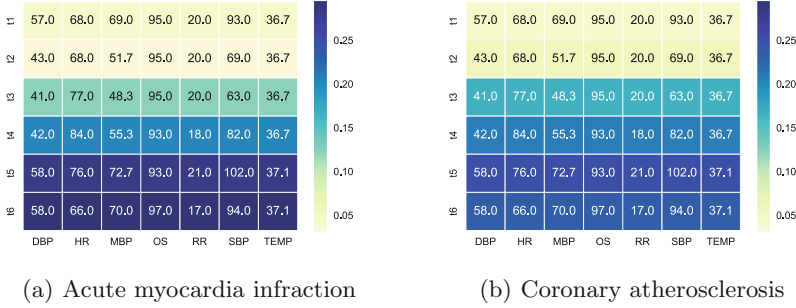 t1 57.0 68.0 69.0 95.0 20.0 93.0 36.7
t2 43.0 68.0 51.7 95.0 20.0 69.0 36.7
t3 41.0 77.0 48.3 95.0 20.0 63.0 36.7
t4 42.0 84.0 55.3 93.0 18.0 82.0 36.7
t5 58.0 76.0 72.7 93.0 21.0 102.0 37.1
t6 58.0 66.0 70.0 97.0 17.0 94.0 37.1
DBP HR MBP OS RR SBP TEMP
0.25
0.20
0.15
0.10
0.05
(a) Acute myocardia infraction
t1 57.0 68.0 69.0 95.0 20.0 93.0 36.7
t2 43.0 68.0 51.7 95.0 20.0 69.0 36.7
t3 41.0 77.0 48.3 95.0 20.0 63.0 36.7
t4 42.0 84.0 55.3 93.0 18.0 82.0 36.7
t5 58.0 76.0 72.7 93.0 21.0 102.0 37.1
t6 58.0 66.0 70.0 97.0 17.0 94.0 37.1
DBP HR MBP OS RR SBP TEMP
0.25
0.20
0.15
0.10
0.05
(b) Coronary atherosclerosis